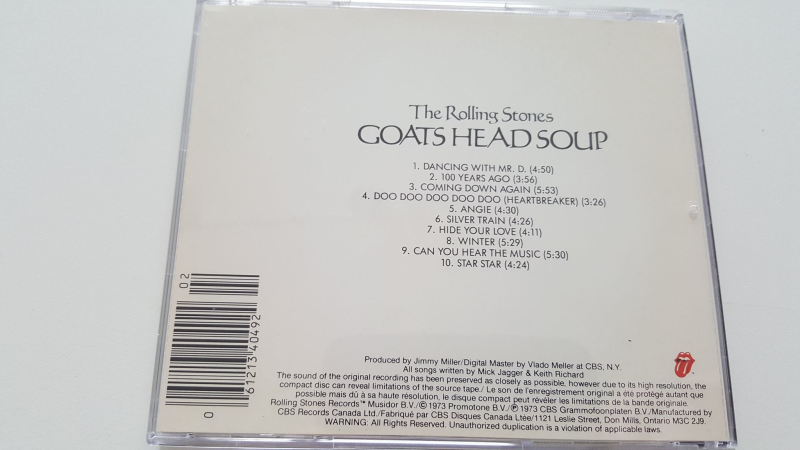 The Rolling Stones
GOATS HEAD SOUP
1. DANCING WITH MR. D. (4:50)
2. 100 YEARS AGO (3:56)
3. COMING DOWN AGAIN (5:53)
4. DOO DOO DOO DOO DOO (HEARTBREAKER) (3:26)
5. ANGIE (4:30)
6. SILVER TRAIN (4:26)
7. HIDE YOUR LOVE (4:11)
8. WINTER (5:29)
9. CAN YOU HEAR THE MUSIC (5:30)
10. STAR STAR (4:24)
02
0 61213 40492
Produced by Jimmy Miller/Digital Master by Vlado Meller at CBS, N.Y.
All songs written by Mick Jagger & Keith Richard
The sound of the original recording has been preserved as closely as possible, however due to its high resolution, the
compact disc can reveal limitations of the source tape./ Le son de l'enregistrement original a été protégé autant que
possible mais dû à sa haute résolution, le disque compact peut révéler les limitations de la bande originale.
Rolling Stones Records™ Musidor B.V./© 1973 Promotone B.V./℗ 1973 CBS Grammofoonplaten B.V./Manufactured by
CBS Records Canada Ltd./Fabriqué par CBS Disques Canada Ltée/1121 Leslie Street, Don Mills, Ontario M3C 2J9.
WARNING: All Rights Reserved. Unauthorized duplication is a violation of applicable laws.